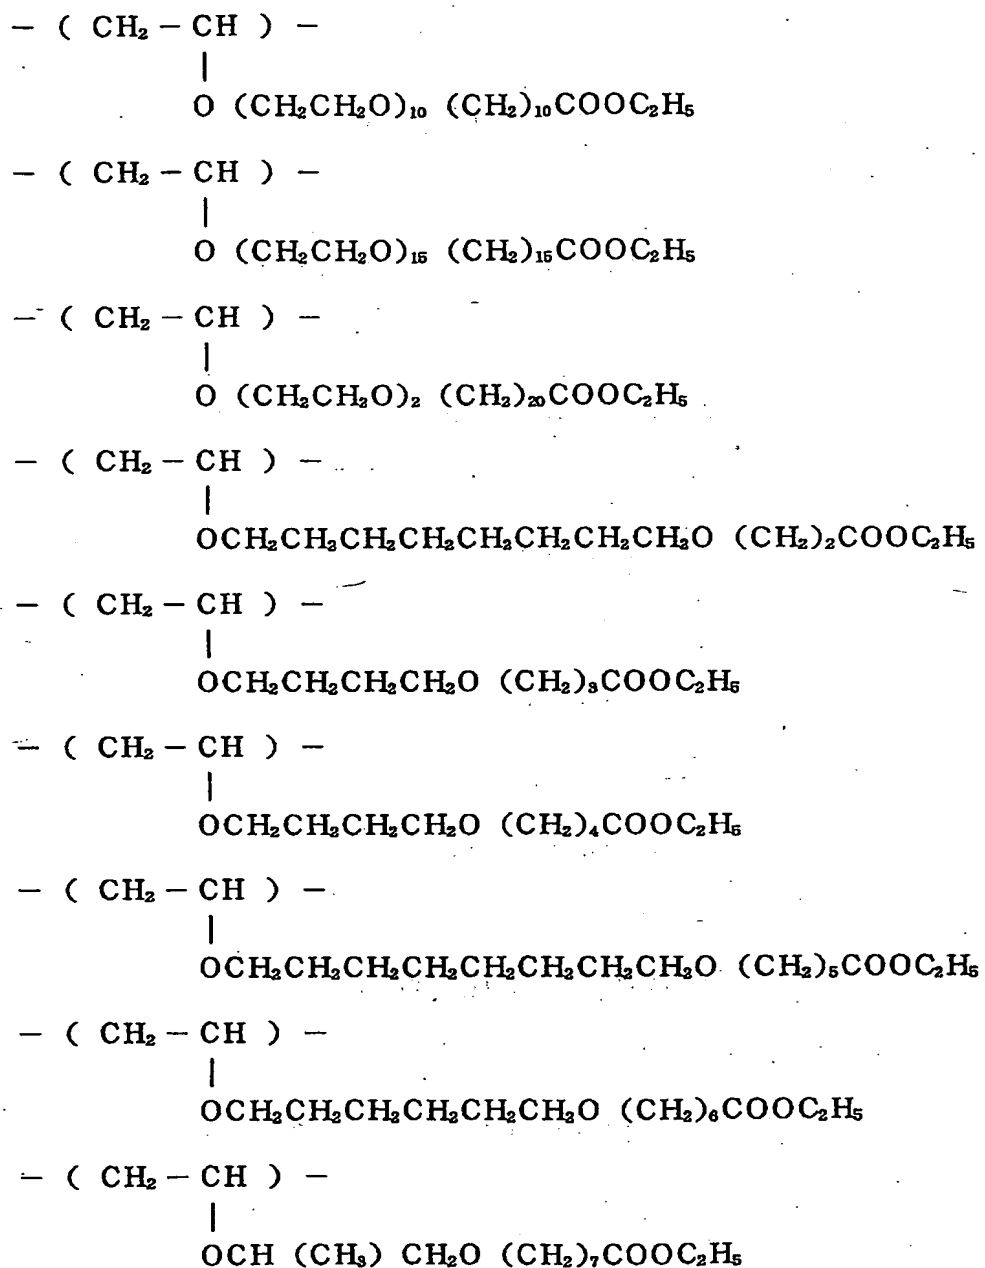 − ( CH₂ − CH ) −
|
O (CH₂CH₂O)₁₀ (CH₂)₁₀COOC₂H₅
− ( CH₂ − CH ) −
|
O (CH₂CH₂O)₁₅ (CH₂)₁₅COOC₂H₅
− ( CH₂ − CH ) −
|
O (CH₂CH₂O)₂ (CH₂)₂₀COOC₂H₅
− ( CH₂ − CH ) −
|
OCH₂CH₂CH₂CH₂CH₂CH₂CH₂CH₂O (CH₂)₂COOC₂H₅
− ( CH₂ − CH ) −
|
OCH₂CH₂CH₂CH₂O (CH₂)₃COOC₂H₅
− ( CH₂ − CH ) −
|
OCH₂CH₂CH₂CH₂O (CH₂)₄COOC₂H₅
− ( CH₂ − CH ) −
|
OCH₂CH₂CH₂CH₂CH₂CH₂CH₂CH₂O (CH₂)₅COOC₂H₅
− ( CH₂ − CH ) −
|
OCH₂CH₂CH₂CH₂CH₂CH₂O (CH₂)₆COOC₂H₅
− ( CH₂ − CH ) −
|
OCH (CH₃) CH₂O (CH₂)₇COOC₂H₅